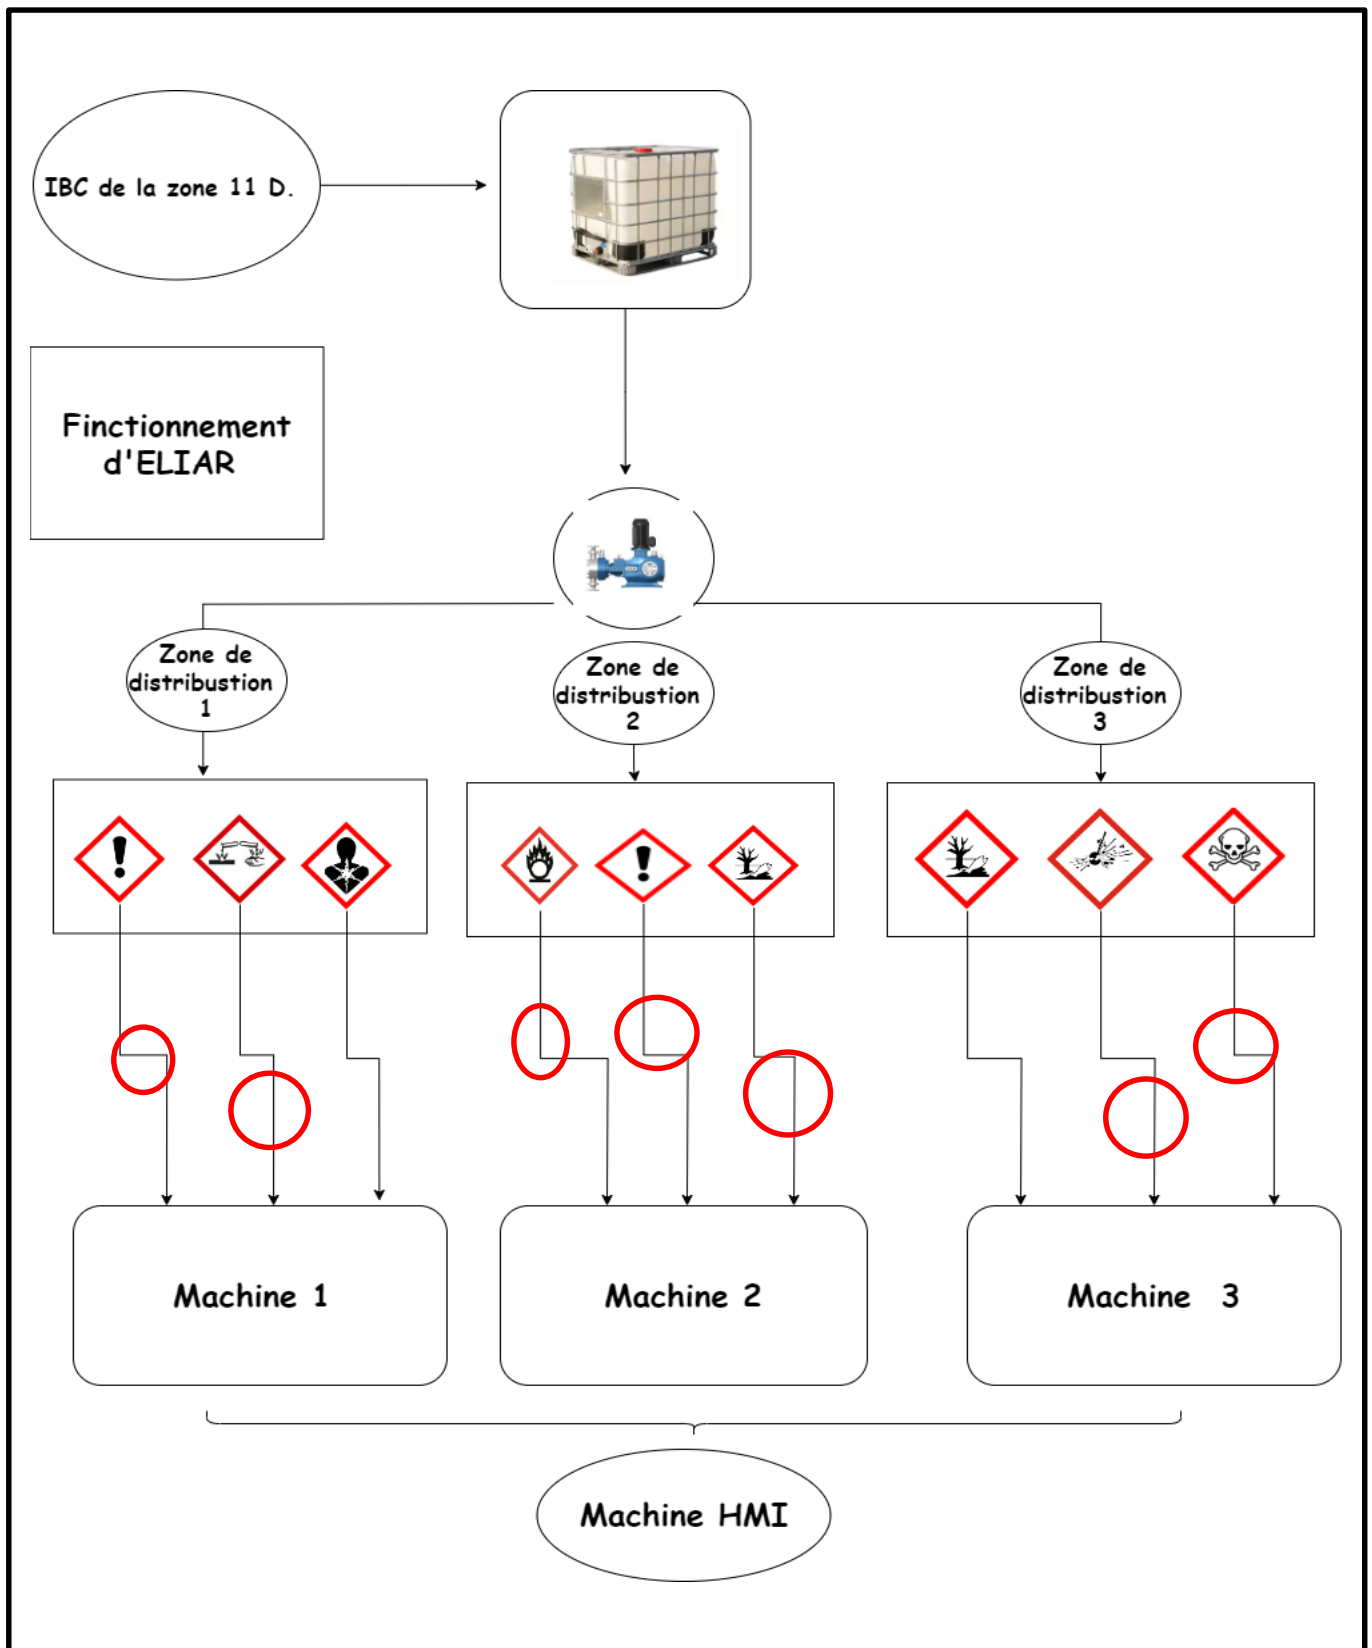 IBC de la zone 11 D.
Finctionnement
d'ELIAR
Zone de
distribustion
1
Zone de
distribustion
2
Zone de
distribustion
3
Machine 1
Machine 2
Machine 3
Machine HMI